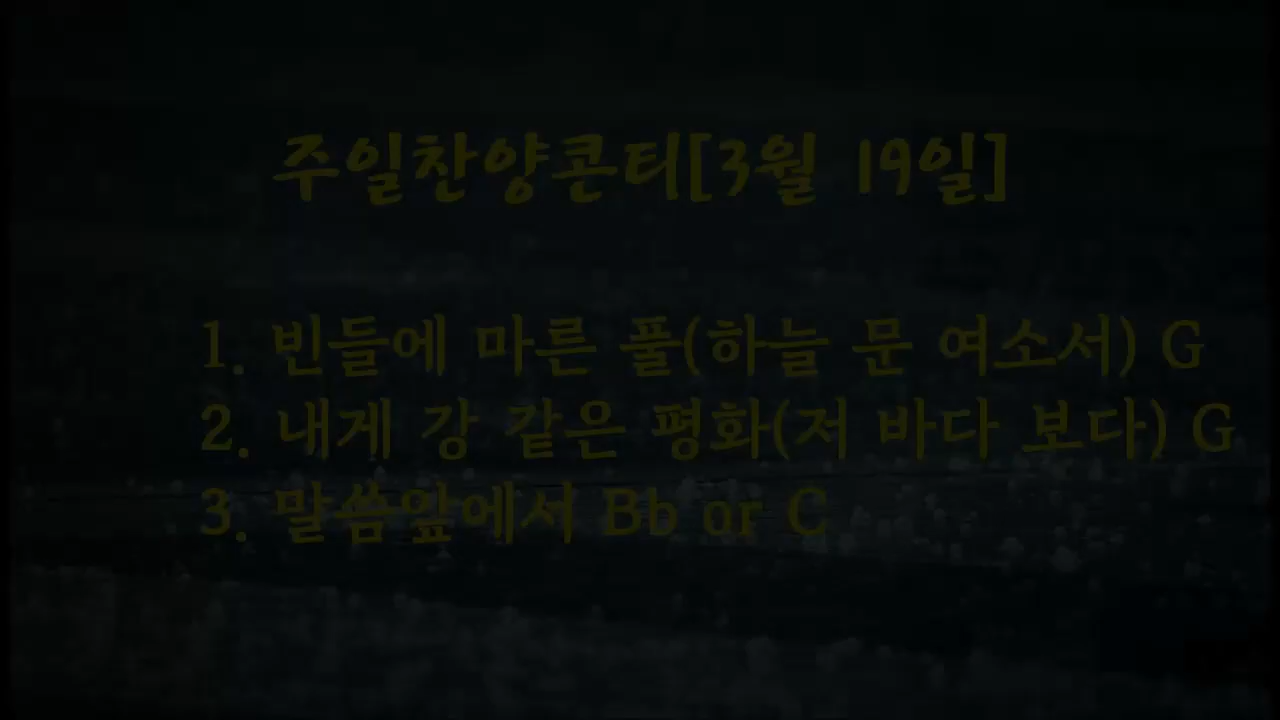 주일찬양콘티[3월 19일]
1. 빈들에 마른 풀(하늘 문 여소서) G
2. 내게 강 같은 평화(저 바다 보다) G
3. 말씀앞에서 Bb or C